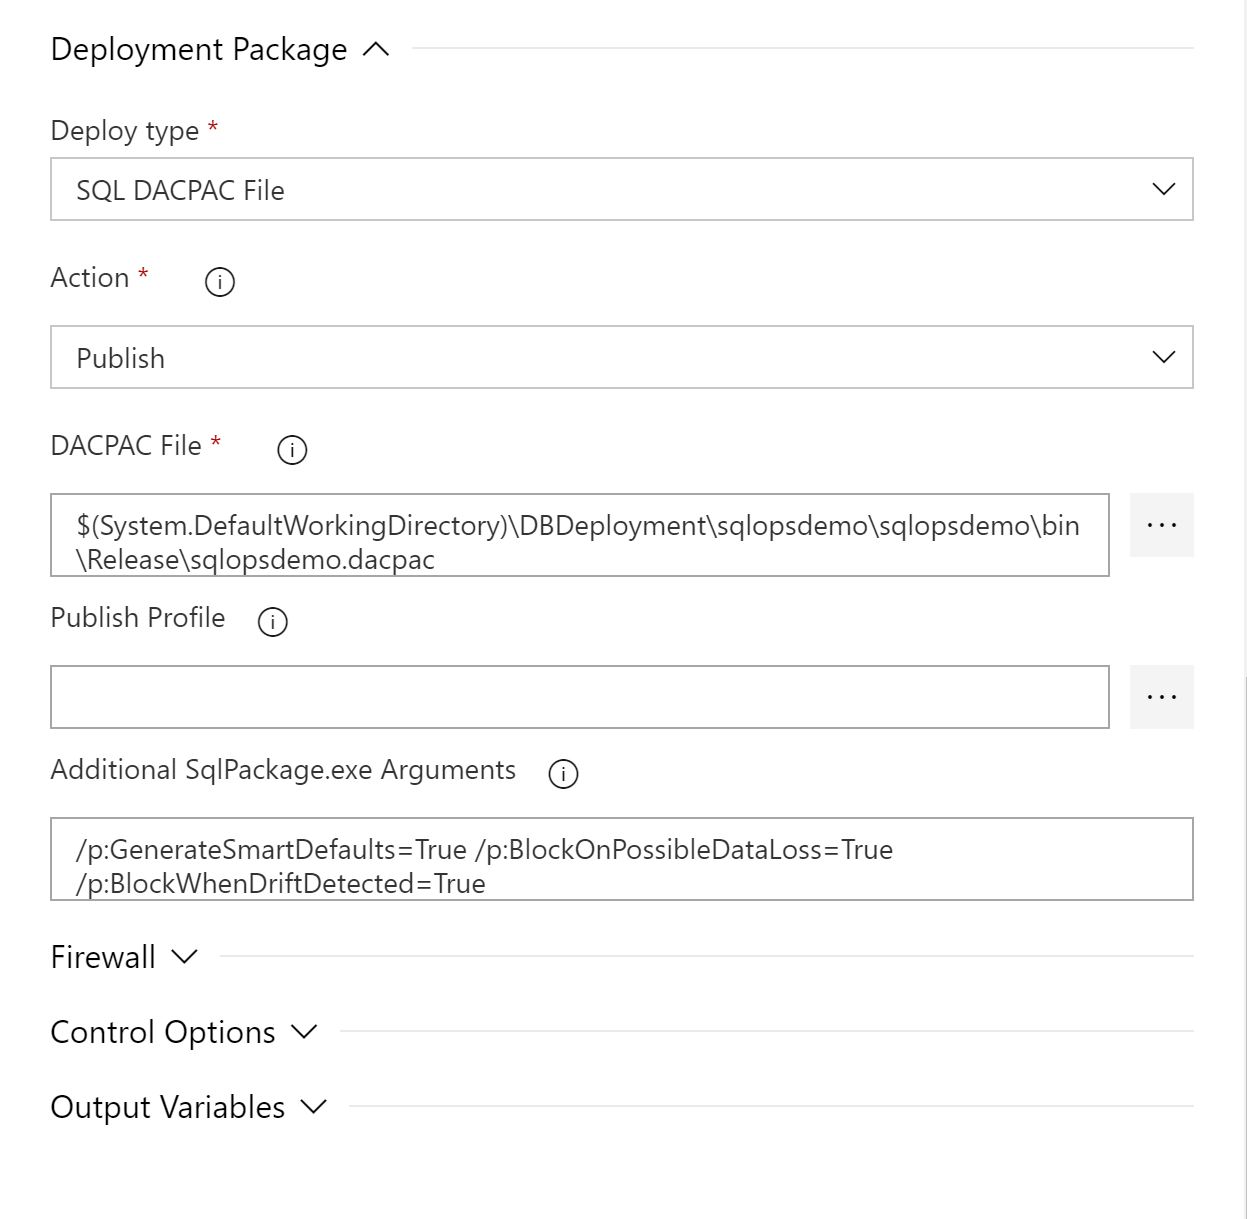 Deployment Package
Deploy type *
SQL DACPAC File
Action *
Publish
DACPAC File *
$(System.DefaultWorkingDirectory)\DBDeployment\sqlopsdemo\sqlopsdemo\bin
\Release\sqlopsdemo.dacpac
...
Publish Profile
...
Additional SqlPackage.exe Arguments
/p:GenerateSmartDefaults=True /p:BlockOnPossibleDataLoss=True
/p:BlockWhenDriftDetected=True
Firewall
Control Options
Output Variables